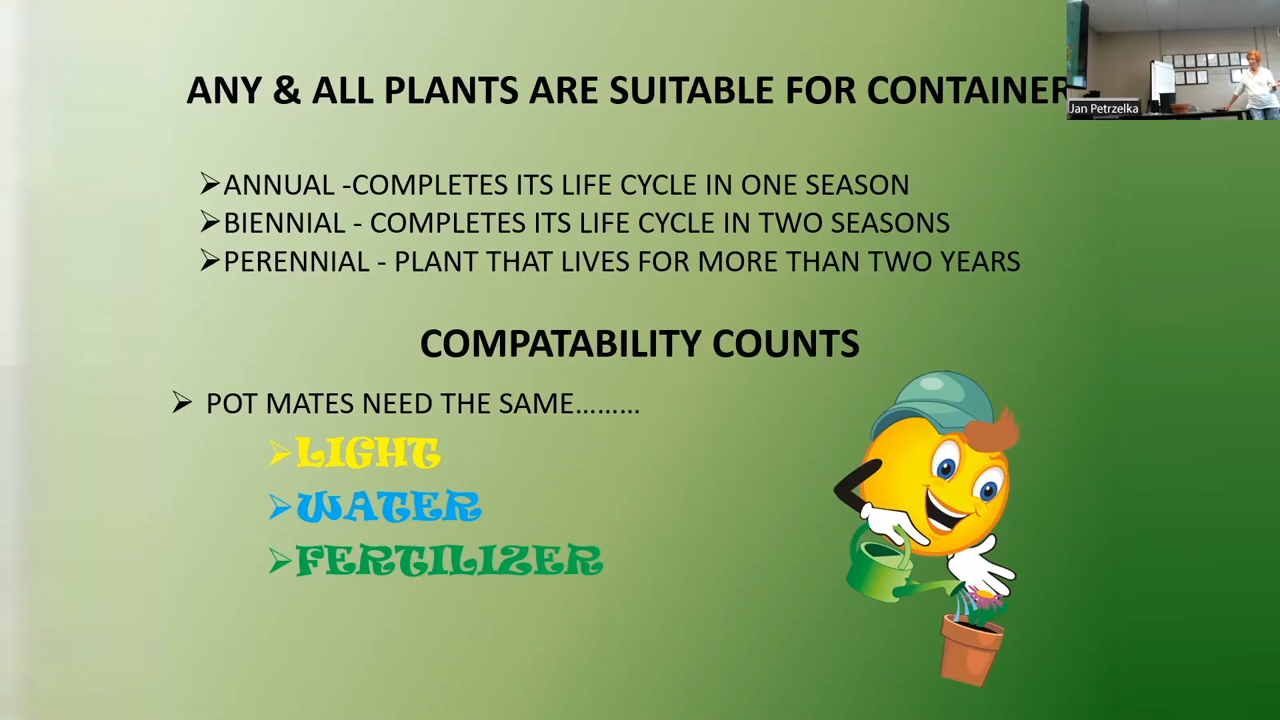 ANY & ALL PLANTS ARE SUITABLE FOR CONTAINER
Jan Petrzelka
➢ANNUAL -COMPLETES ITS LIFE CYCLE IN ONE SEASON
➢BIENNIAL - COMPLETES ITS LIFE CYCLE IN TWO SEASONS
➢PERENNIAL - PLANT THAT LIVES FOR MORE THAN TWO YEARS
COMPATABILITY COUNTS
➢ POT MATES NEED THE SAME.........
➢LIGHT
➢WATER
➢FERTILIZER